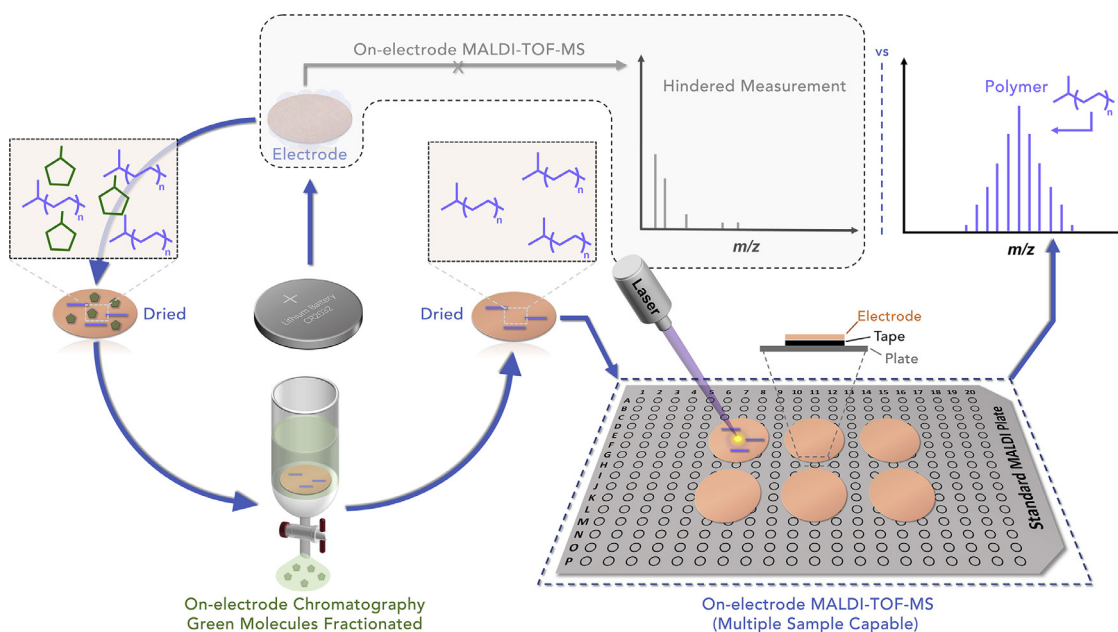 On-electrode MALDI-TOF-MS
X
Hindered Measurement
m/z
Electrode
vs
Polymer
n
m/z
n
n
n
Dried
n
n
n
Dried
+
Lithium Battery
CR2032
Laser
Electrode
Tape
Plate
1 2 3 4 5 6 7 8 9 10 11 12 13 14 15 16 17 18 19 20
A
B
C
D
E
F
G
H
J
K
L
M
N
O
P
Standard MALDI Plate
On-electrode Chromatography
Green Molecules Fractionated
On-electrode MALDI-TOF-MS
(Multiple Sample Capable)